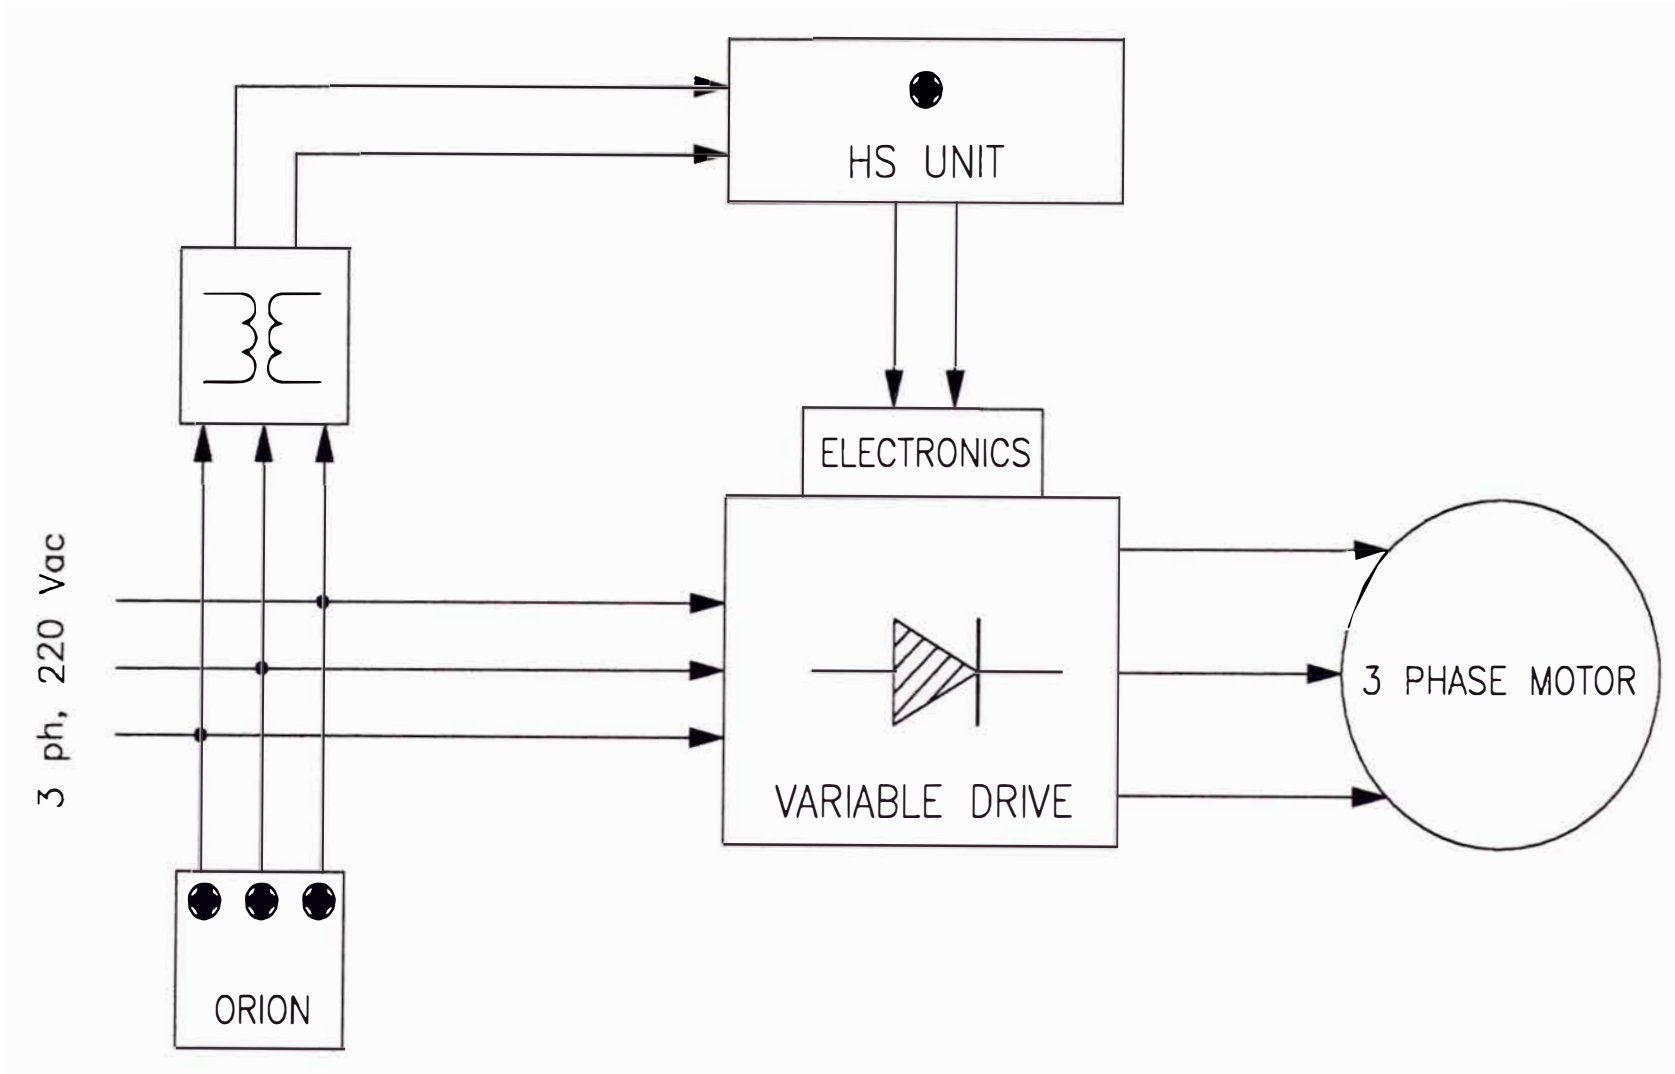 HS UNIT
ELECTRONICS
3 ph, 220 Vac
3 PHASE MOTOR
VARIABLE DRIVE
ORION